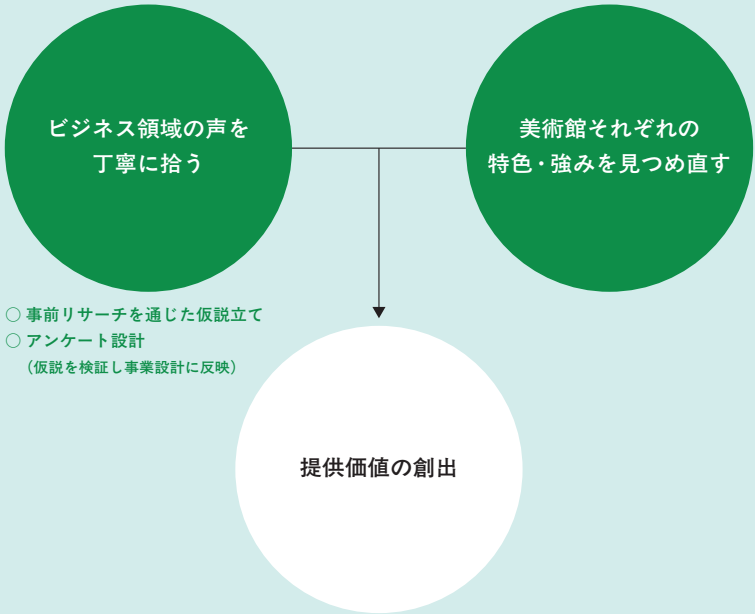 ビジネス領域の声を
丁寧に拾う
美術館それぞれの
特色・強みを見つめ直す
○ 事前リサーチを通じた仮説立て
○ アンケート設計
（仮説を検証し事業設計に反映）
提供価値の創出